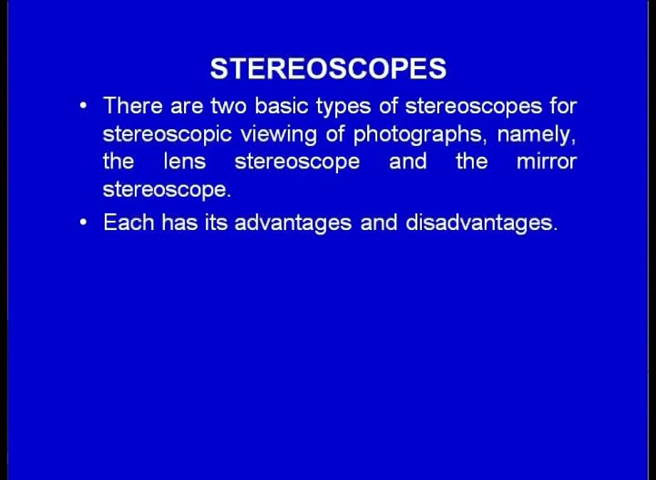 STEREOSCOPES
• There are two basic types of stereoscopes for
stereoscopic viewing of photographs, namely,
the lens stereoscope and the mirror
stereoscope.
• Each has its advantages and disadvantages.